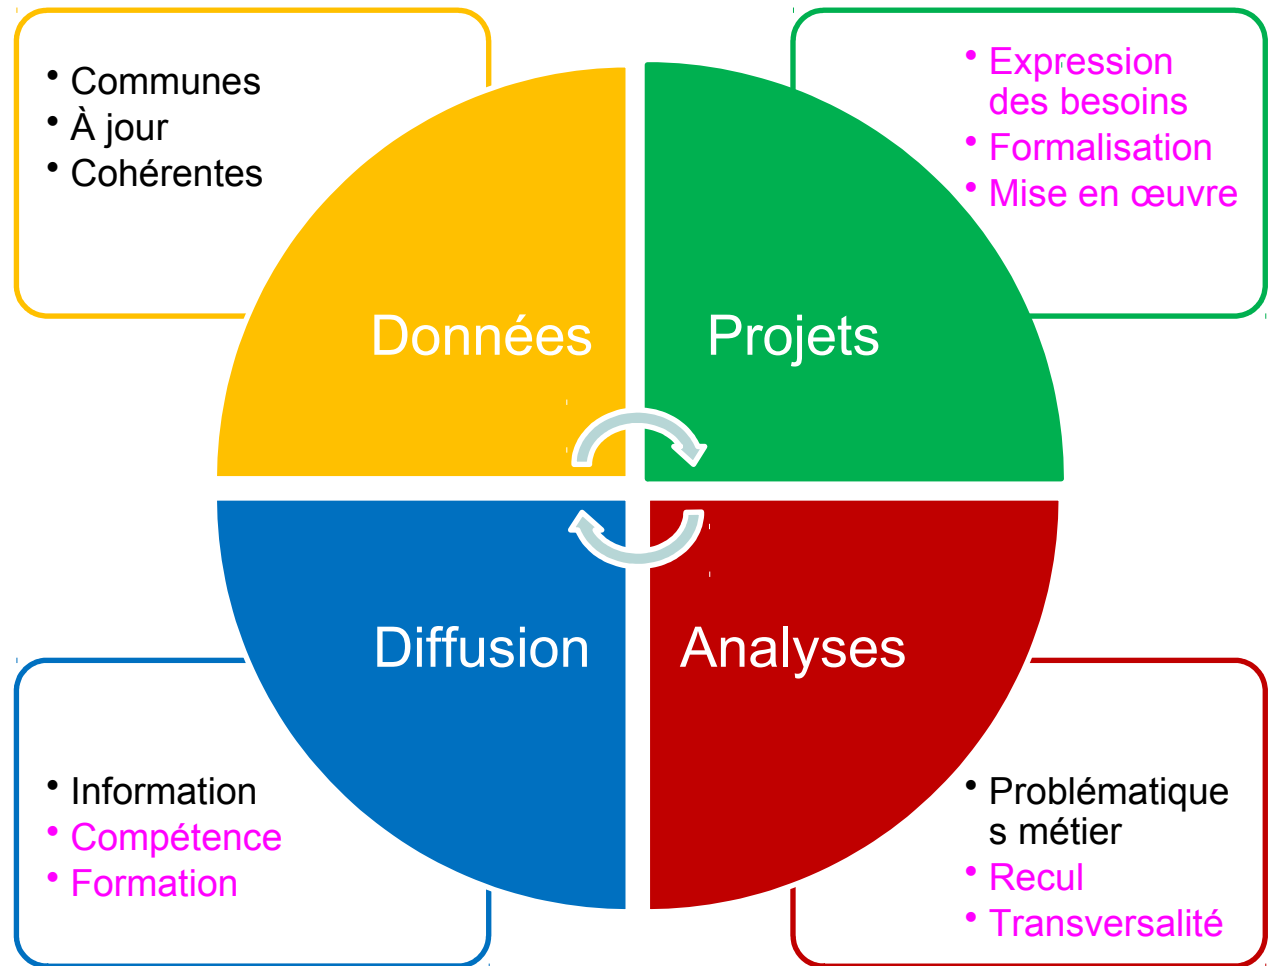 • Communes
• À jour
• Cohérentes
• Expression
des besoins
• Formalisation
• Mise en œuvre
Données
Projets
Diffusion
Analyses
• Information
• Compétence
• Formation
• Problématique
s métier
• Recul
• Transversalité